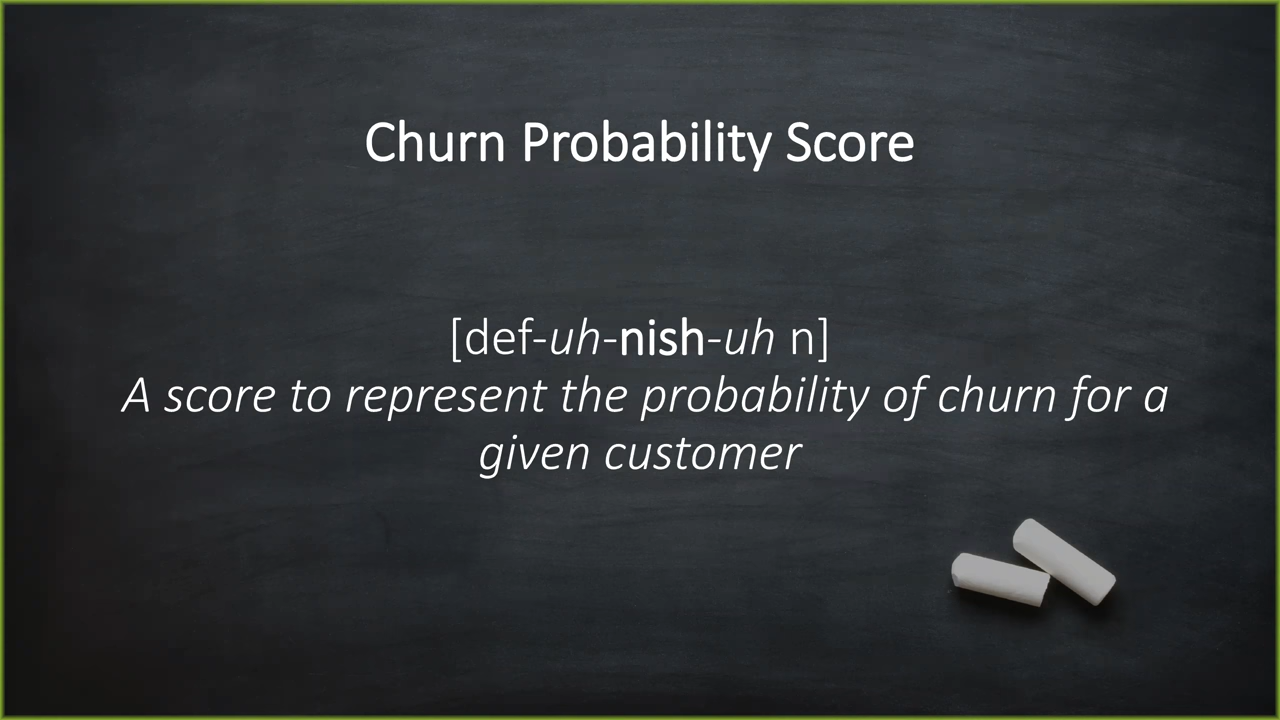 Churn Probability Score
[def-uh-nish-uh n]
A score to represent the probability of churn for a
given customer